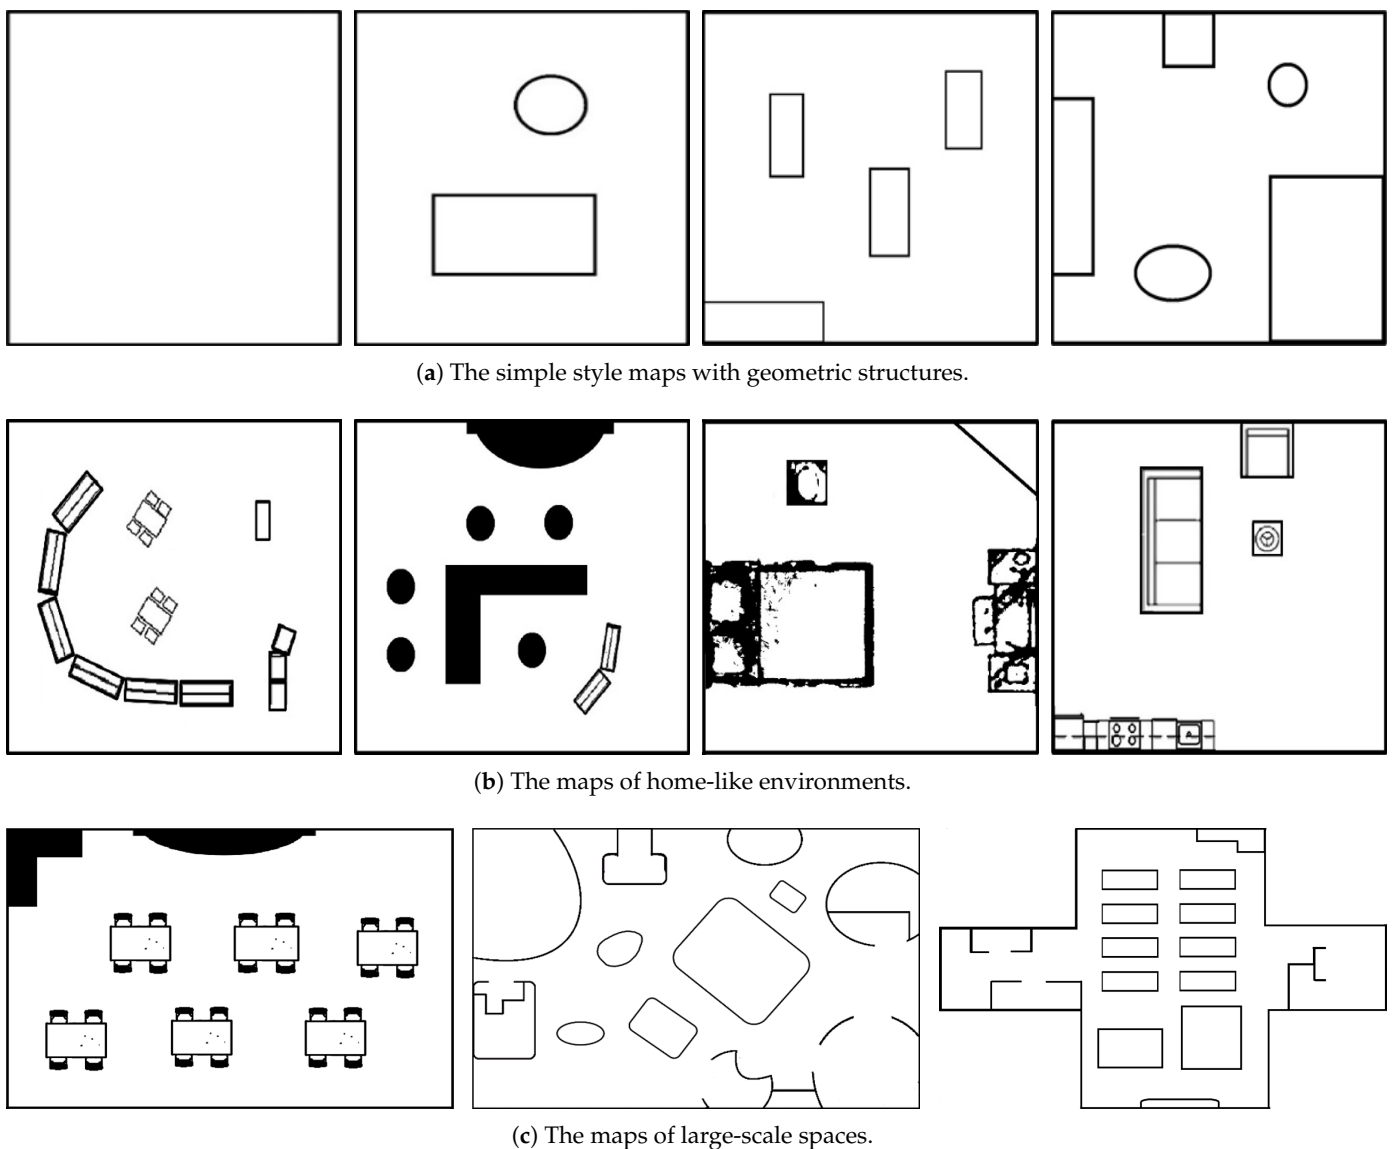 (a) The simple style maps with geometric structures.
(b) The maps of home-like environments.
(c) The maps of large-scale spaces.